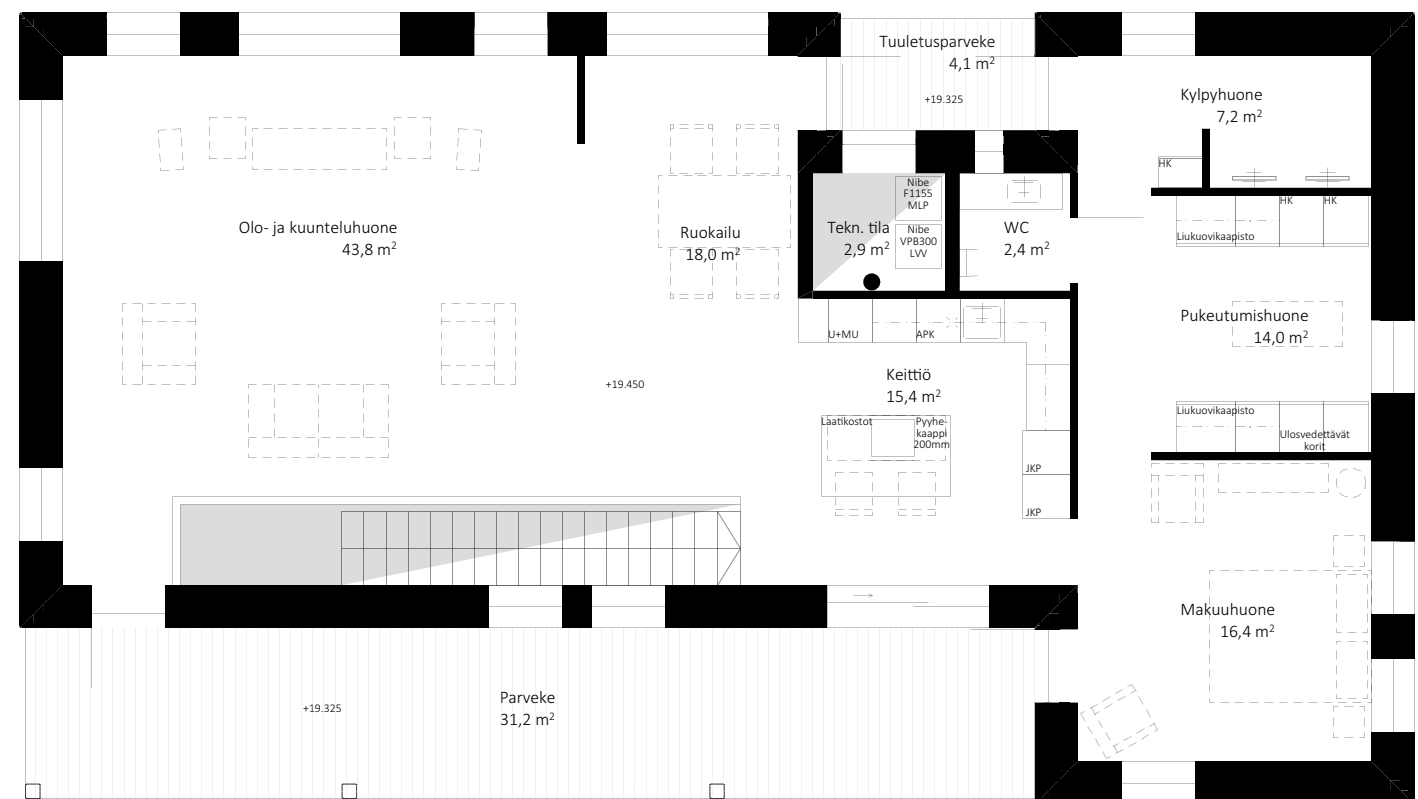 Tuuletusparveke
4,1 m²
+19.325
Kylpyhuone
7,2 m²
HK
HK
HK
Liukuovikaapisto
Olo- ja kuunteluhuone
43,8 m²
Ruokailu
18,0 m²
Tekn. tila
2,9 m²
Nibe
F1155
MLP
Nibe
VPB300
LVV
WC
2,4 m²
Pukeutumishuone
14,0 m²
U+MU
APK
Keittiö
15,4 m²
+19.450
Laatikostot
Pyyhe-
kaappi
200mm
Liukuovikaapisto
Ulosvedettävät
korit
JKP
JKP
Makuuhuone
16,4 m²
Parveke
31,2 m²
+19.325